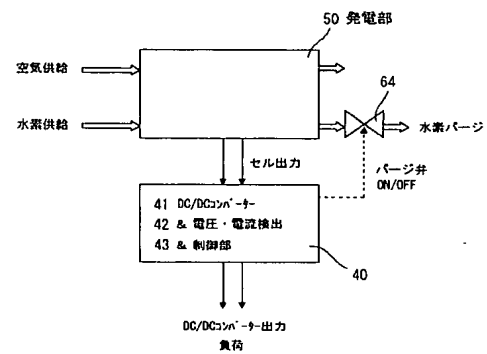 50 発電部
空気供給
64
水素供給
水素パージ
セル出力
パージ弁
ON/OFF
41 DC/DCコンバーター
42 & 電圧・電流検出
43 & 制御部
40
DC/DCコンバーター出力
負荷